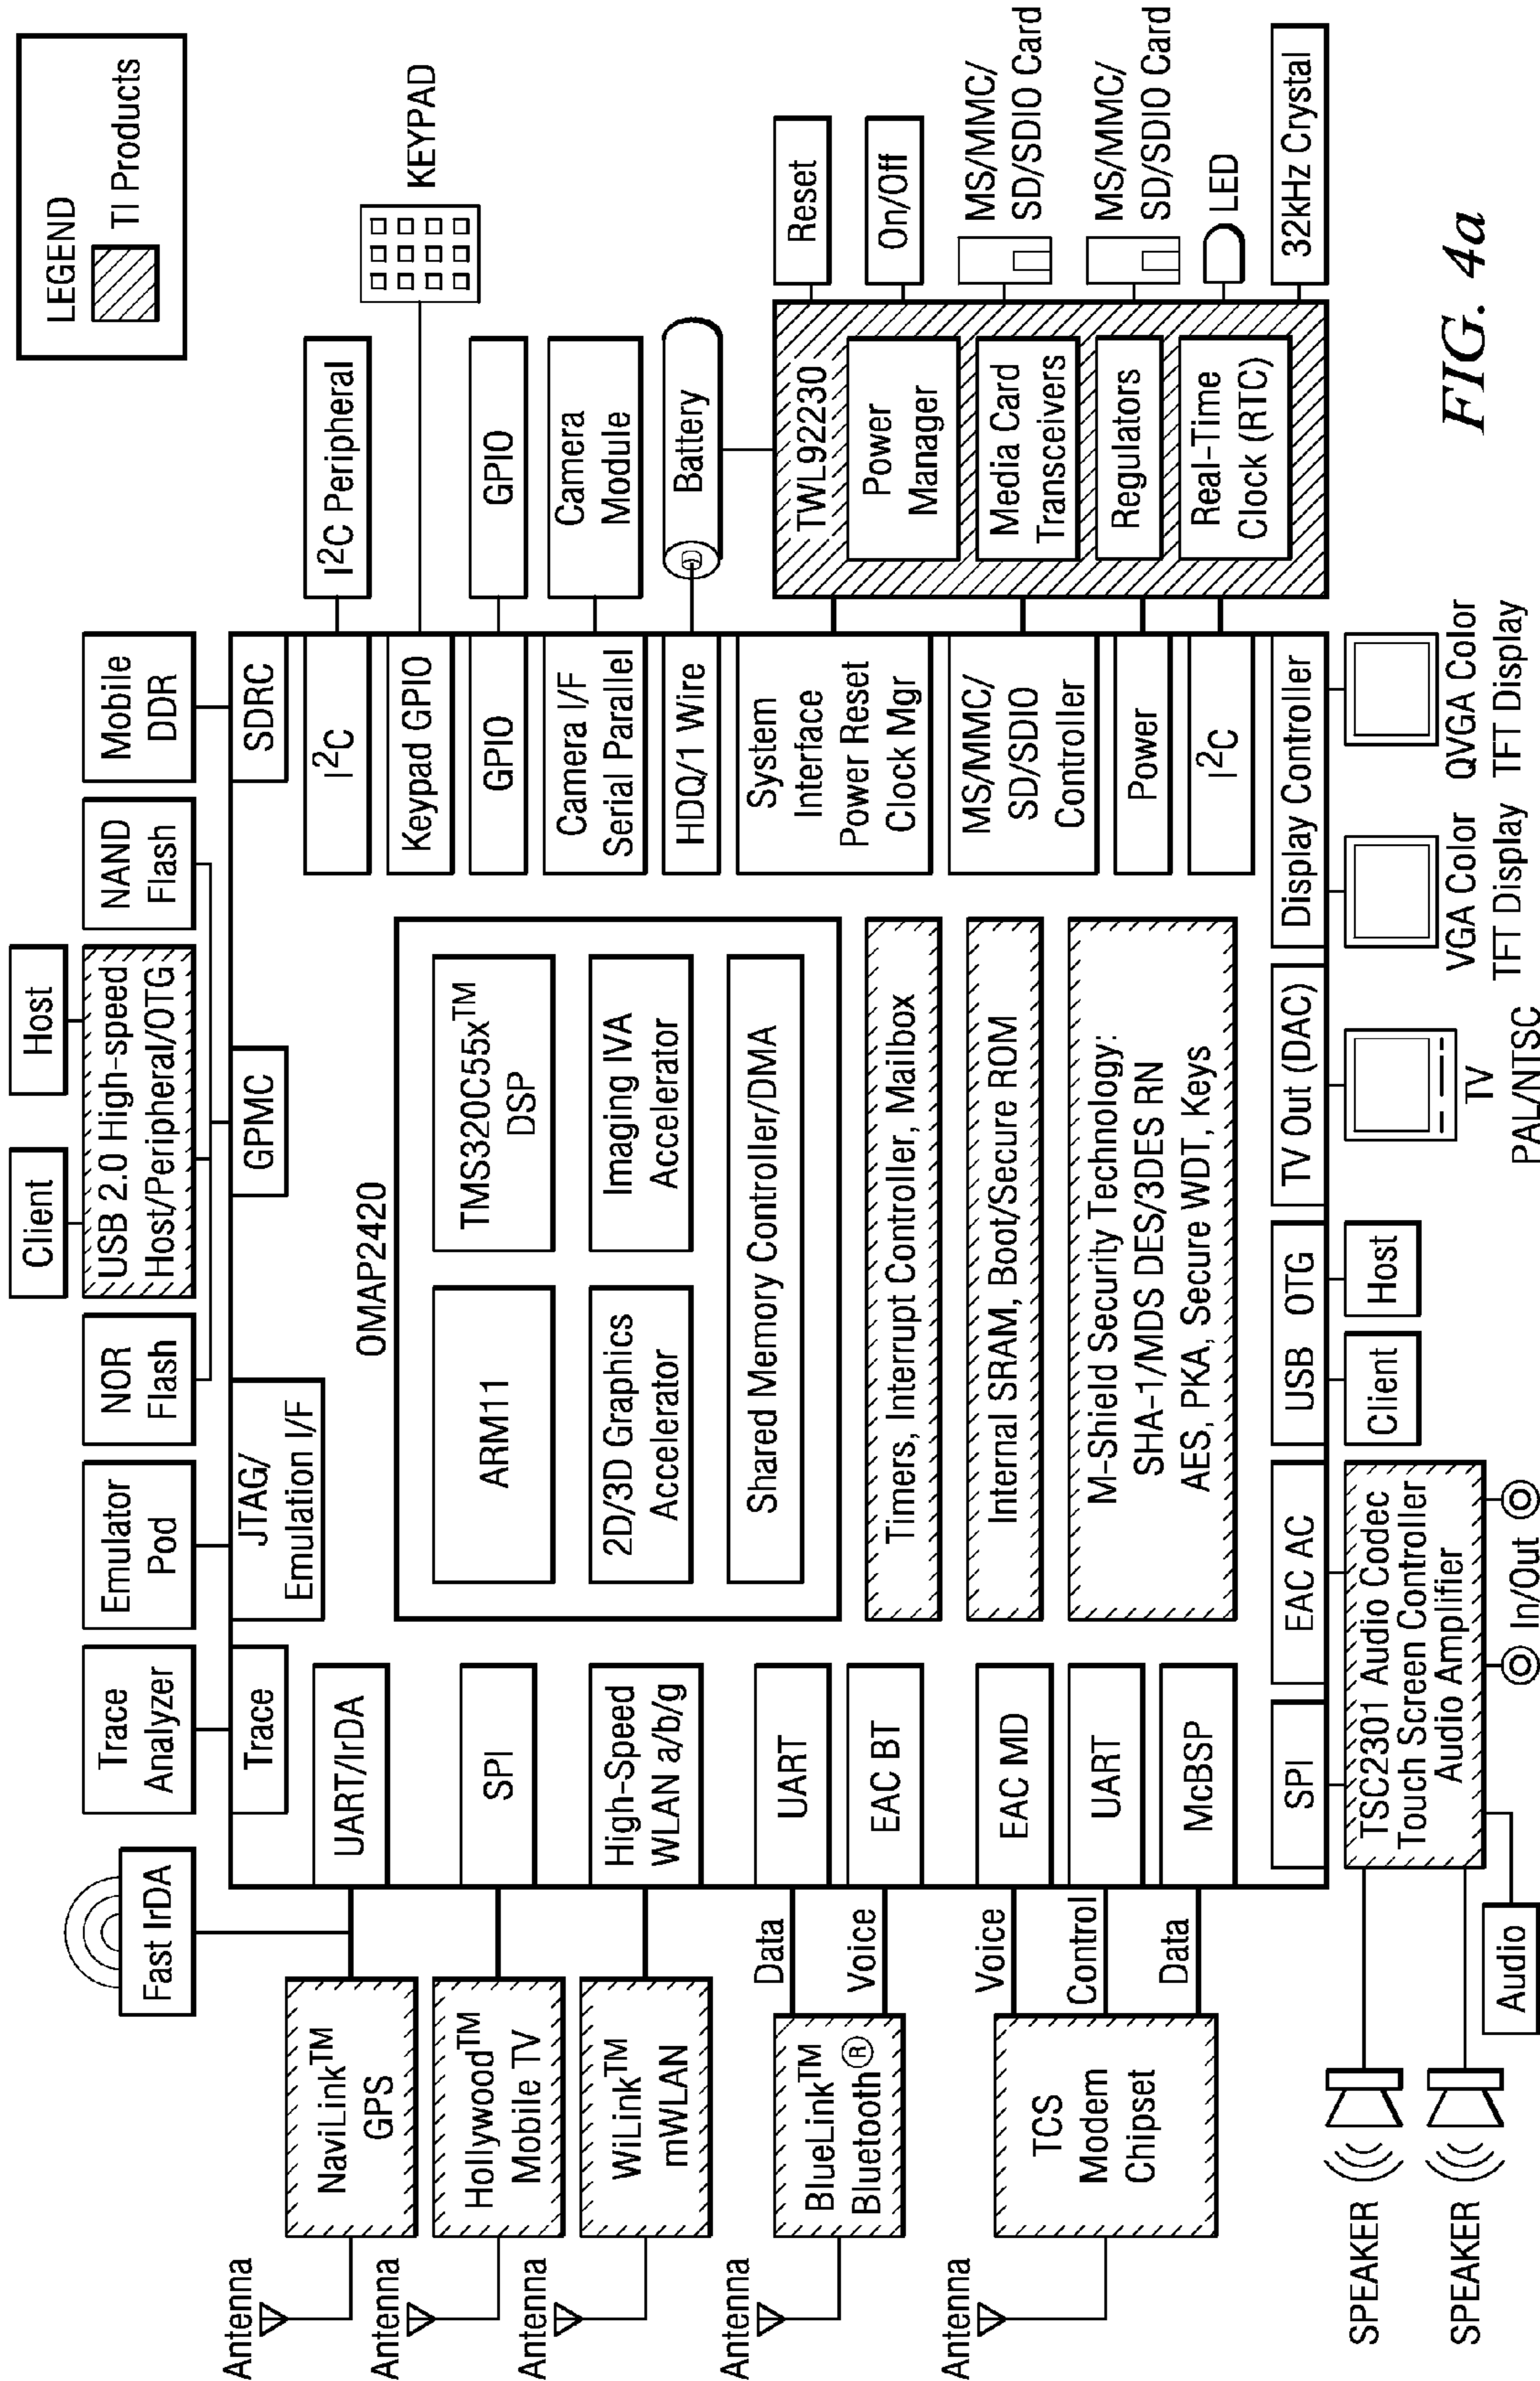 LEGEND
TI Products
Fast IrDA
Trace
Analyzer
Emulator
Pod
NOR
Flash
Client
Host
USB 2.0 High-speed
Host/Peripheral/OTG
NAND
Flash
Mobile
DDR
Trace
JTAG/
Emulation I/F
GPMC
SDRC
Antenna
NaviLink™
GPS
Antenna
Hollywood™
Mobile TV
Antenna
WiLink™
mWLAN
Antenna
BlueLink™
Bluetooth®
Data
Voice
Antenna
TCS
Modem
Chipset
Voice
Control
Data
UART/IrDA
SPI
High-Speed
WLAN a/b/g
UART
EAC BT
EAC MD
UART
McBSP
OMAP2420
ARM11
TMS320C55x™
DSP
2D/3D Graphics
Accelerator
Imaging IVA
Accelerator
Shared Memory Controller/DMA
Timers, Interrupt Controller, Mailbox
Internal SRAM, Boot/Secure ROM
M-Shield Security Technology:
SHA-1/MDS DES/3DES RN
AES, PKA, Secure WDT, Keys
I²C
Keypad GPIO
GPIO
Camera I/F
Serial Parallel
HDQ/1 Wire
System
Interface
Power Reset
Clock Mgr
MS/MMC/
SD/SDIO
Controller
Power
I²C
I²C Peripheral
KEYPAD
GPIO
Camera
Module
Battery
TWL92230
Power
Manager
Media Card
Transceivers
Regulators
Real-Time
Clock (RTC)
Reset
On/Off
MS/MMC/
SD/SDIO Card
MS/MMC/
SD/SDIO Card
LED
32kHz Crystal
SPI
EAC AC
USB OTG
TV Out (DAC)
Display Controller
TSC2301 Audio Codec
Touch Screen Controller
Audio Amplifier
Client
Host
TV
PAL/NTSC
VGA Color
TFT Display
QVGA Color
TFT Display
SPEAKER
SPEAKER
Audio
In/Out
FIG. 4a